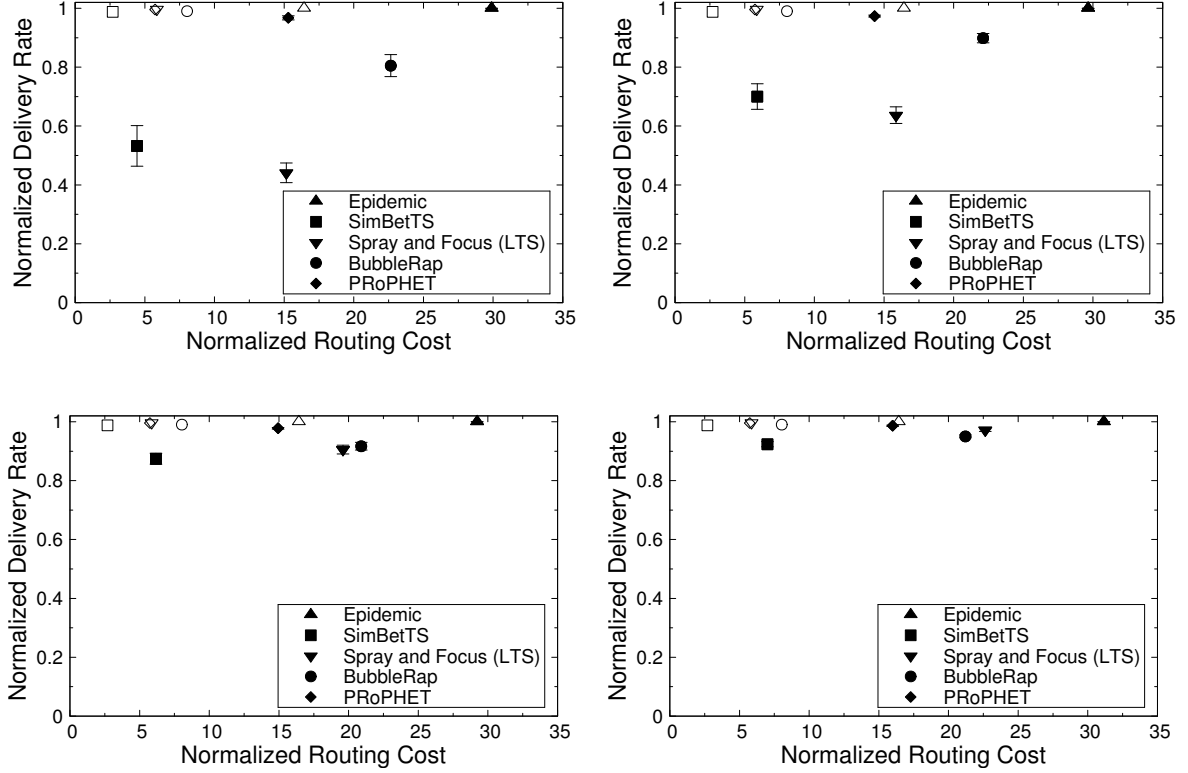 1
0.8
0.6
0.4
0.2
0
Normalized Delivery Rate
Epidemic
SimBetTS
Spray and Focus (LTS)
BubbleRap
PRoPHET
0 5 10 15 20 25 30 35
Normalized Routing Cost
1
0.8
0.6
0.4
0.2
0
Normalized Delivery Rate
Epidemic
SimBetTS
Spray and Focus (LTS)
BubbleRap
PRoPHET
0 5 10 15 20 25 30 35
Normalized Routing Cost
1
0.8
0.6
0.4
0.2
0
Normalized Delivery Rate
Epidemic
SimBetTS
Spray and Focus (LTS)
BubbleRap
PRoPHET
0 5 10 15 20 25 30 35
Normalized Routing Cost
1
0.8
0.6
0.4
0.2
0
Normalized Delivery Rate
Epidemic
SimBetTS
Spray and Focus (LTS)
BubbleRap
PRoPHET
0 5 10 15 20 25 30 35
Normalized Routing Cost